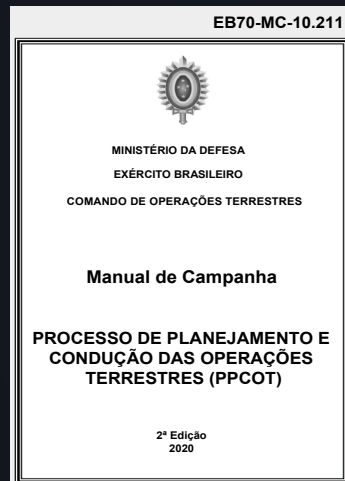 EB70-MC-10.211
MINISTÉRIO DA DEFESA
EXÉRCITO BRASILEIRO
COMANDO DE OPERAÇÕES TERRESTRES
Manual de Campanha
PROCESSO DE PLANEJAMENTO E
CONDUÇÃO DAS OPERAÇÕES
TERRESTRES (PPCOT)
2ª Edição
2020